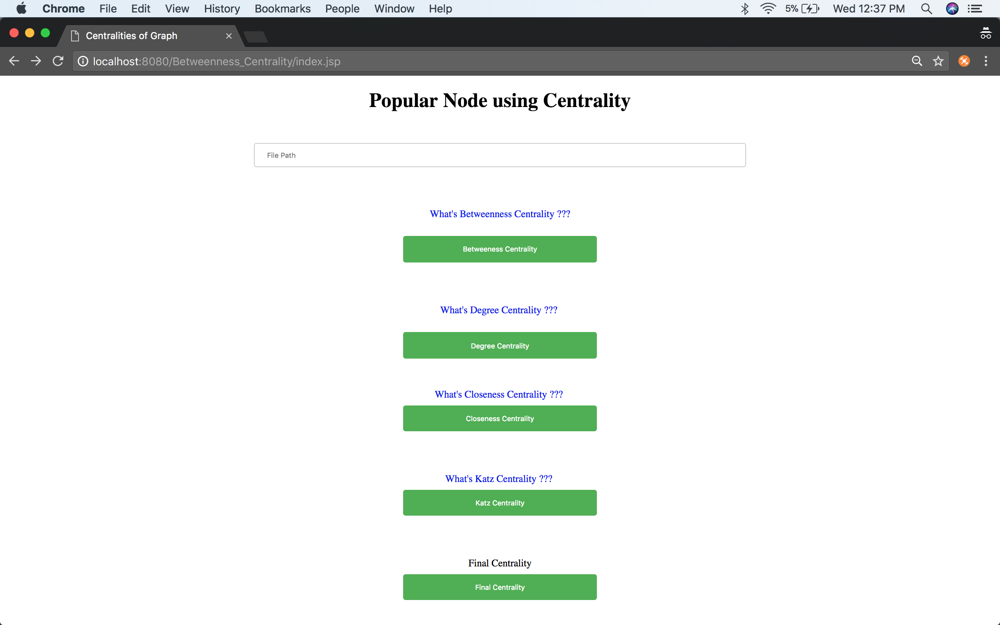 Chrome File Edit View History Bookmarks People Window Help 5% Wed 12:37 PM
Centralities of Graph
localhost:8080/Betweenness_Centrality/index.jsp
Popular Node using Centrality
File Path
What's Betweenness Centrality ???
Betweeness Centrality
What's Degree Centrality ???
Degree Centrality
What's Closeness Centrality ???
Closeness Centrality
What's Katz Centrality ???
Katz Centrality
Final Centrality
Final Centrality